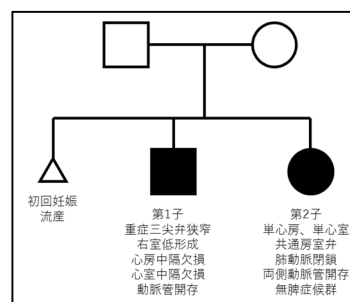 初回妊娠
流産
第1子
重症三尖弁狭窄
右室低形成
心房中隔欠損
心室中隔欠損
動脈管開存
第2子
単心房、単心室
共通房室弁
肺動脈閉鎖
両側動脈管開存
無脾症候群